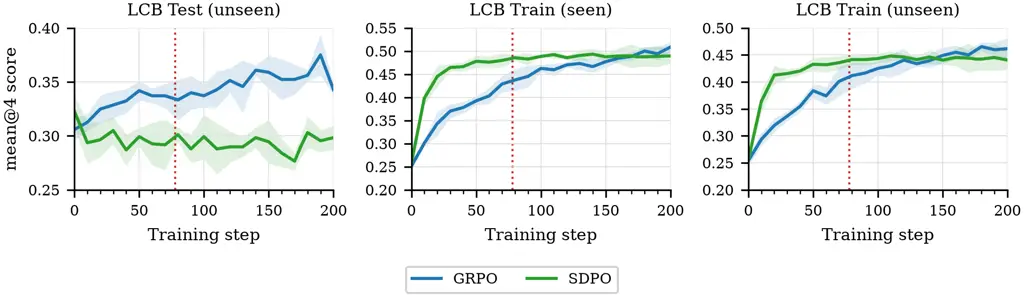 LCB Test (unseen)
LCB Train (seen)
LCB Train (unseen)
mean@4 score
0.40
0.35
0.30
0.25
0 50 100 150 200
Training step
0.55
0.50
0.45
0.40
0.35
0.30
0.25
0.20
0 50 100 150 200
Training step
0.50
0.45
0.40
0.35
0.30
0.25
0.20
0 50 100 150 200
Training step
GRPO SDPO